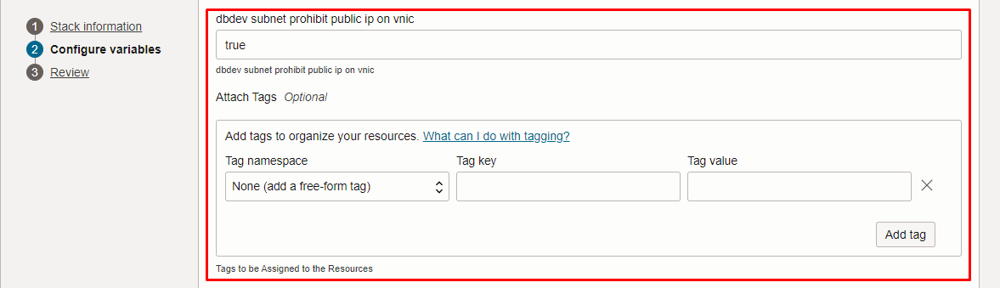 1 Stack information
2 Configure variables
3 Review
dbdev subnet prohibit public ip on vnic
true
dbdev subnet prohibit public ip on vnic
Attach Tags Optional
Add tags to organize your resources. What can I do with tagging?
Tag namespace Tag key Tag value
None (add a free-form tag)
Add tag
Tags to be Assigned to the Resources